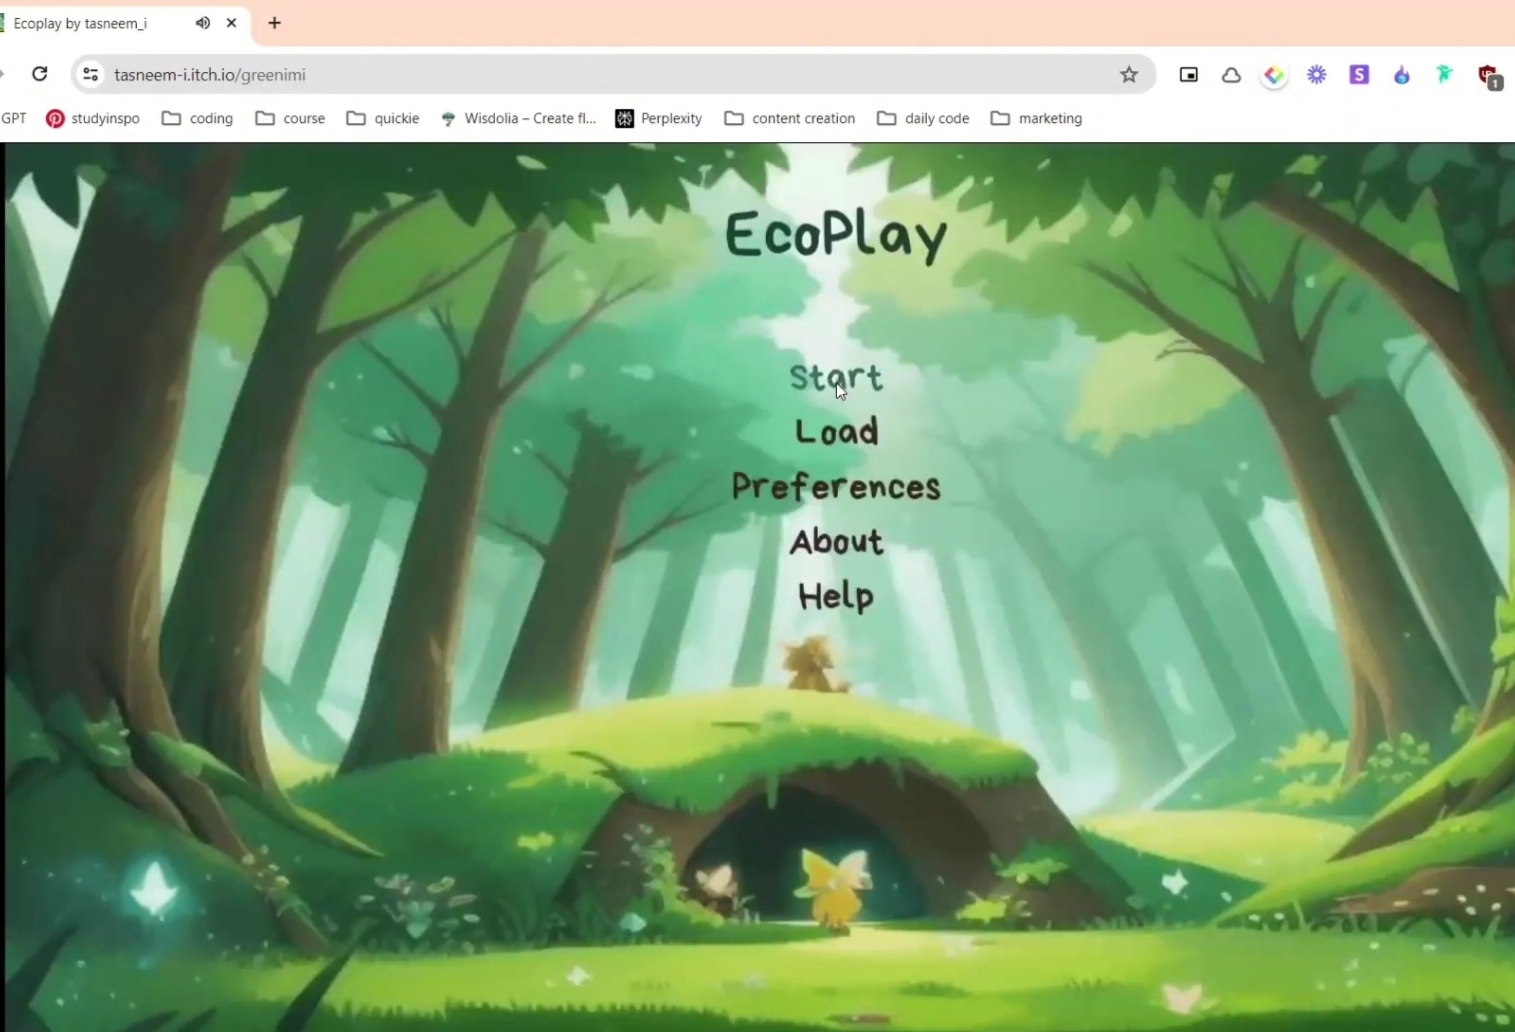 Ecoplay by tasneem_i
tasneem-i.itch.io/greenimi
GPT studyinspo coding course quickie Wisdolia – Create fl... Perplexity content creation daily code marketing
S
1
EcoPlay
Start
Load
Preferences
About
Help